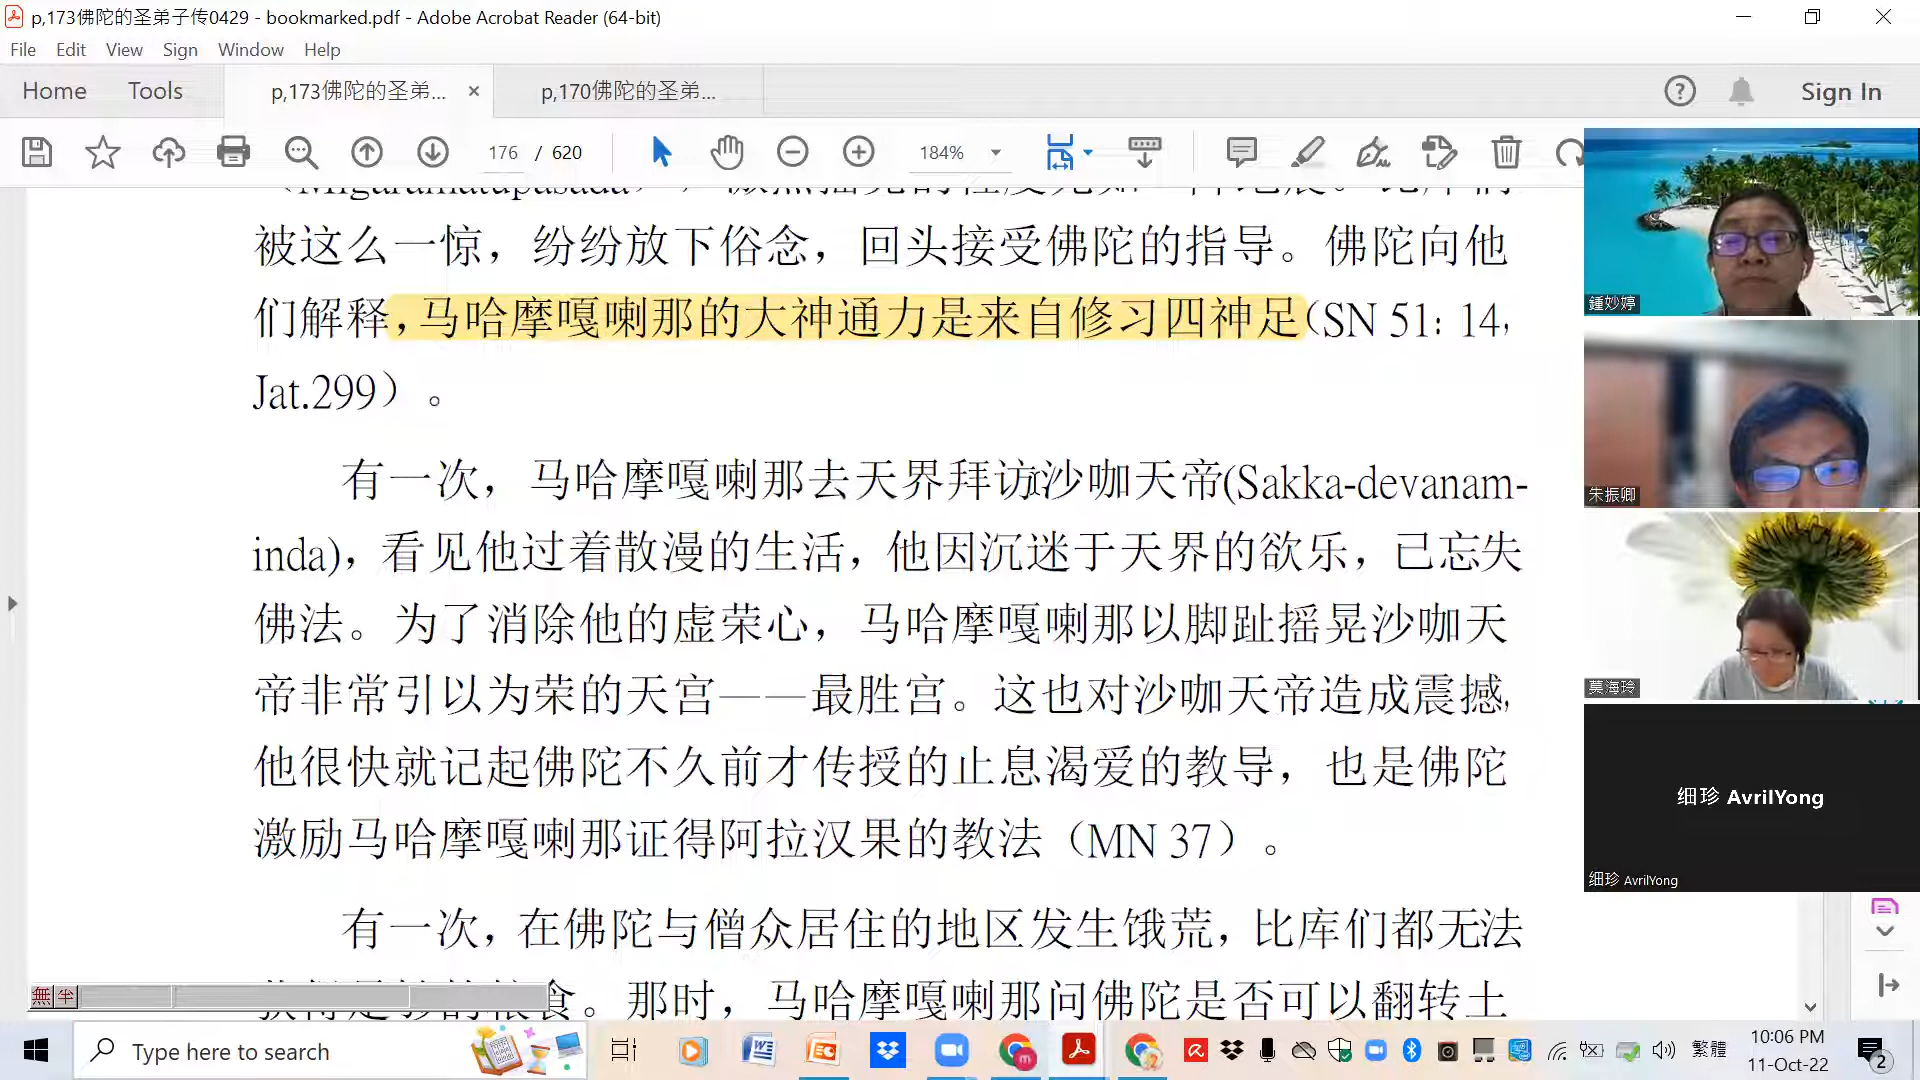 p,173佛陀的圣弟子传0429 - bookmarked.pdf - Adobe Acrobat Reader (64-bit)
File Edit View Sign Window Help
Home Tools p,173佛陀的圣弟... × p,170佛陀的圣弟... Sign In
176 / 620 184%
被这么一惊，纷纷放下俗念，回头接受佛陀的指导。佛陀向他
们解释，马哈摩嘎喇那的大神通力是来自修习四神足（SN 51: 14,
Jat.299）。
有一次，马哈摩嘎喇那去天界拜访沙咖天帝(Sakka-devanam-
inda)，看见他过着散漫的生活，他因沉迷于天界的欲乐，已忘失
佛法。为了消除他的虚荣心，马哈摩嘎喇那以脚趾摇晃沙咖天
帝非常引以为荣的天宫——最胜宫。这也对沙咖天帝造成震撼，
他很快就记起佛陀不久前才传授的止息渴爱的教导，也是佛陀
激励马哈摩嘎喇那证得阿拉汉果的教法（MN 37）。
有一次，在佛陀与僧众居住的地区发生饿荒，比库们都无法
食。那时，马哈摩嘎喇那问佛陀是否可以翻转土
鍾妙婷
朱振卿
莫海玲
细珍 AvrilYong
细珍 AvrilYong
無 半
Type here to search
繁體
10:06 PM
11-Oct-22
2